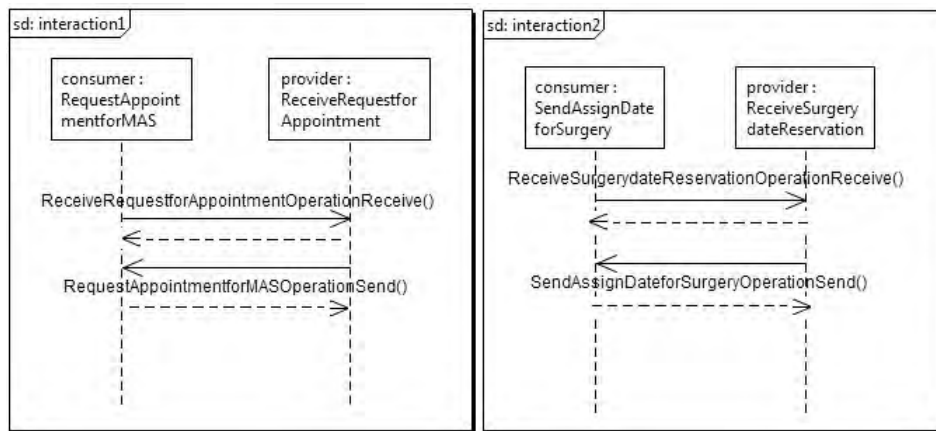 sd: interaction1
consumer :
RequestAppoint
mentforMAS
provider :
ReceiveRequestfor
Appointment
ReceiveRequestforAppointmentOperationReceive()
RequestAppointmentforMASOperationSend()
sd: interaction2
consumer :
SendAssignDate
forSurgery
provider :
ReceiveSurgery
dateReservation
ReceiveSurgerydateReservationOperationReceive()
SendAssignDateforSurgeryOperationSend()